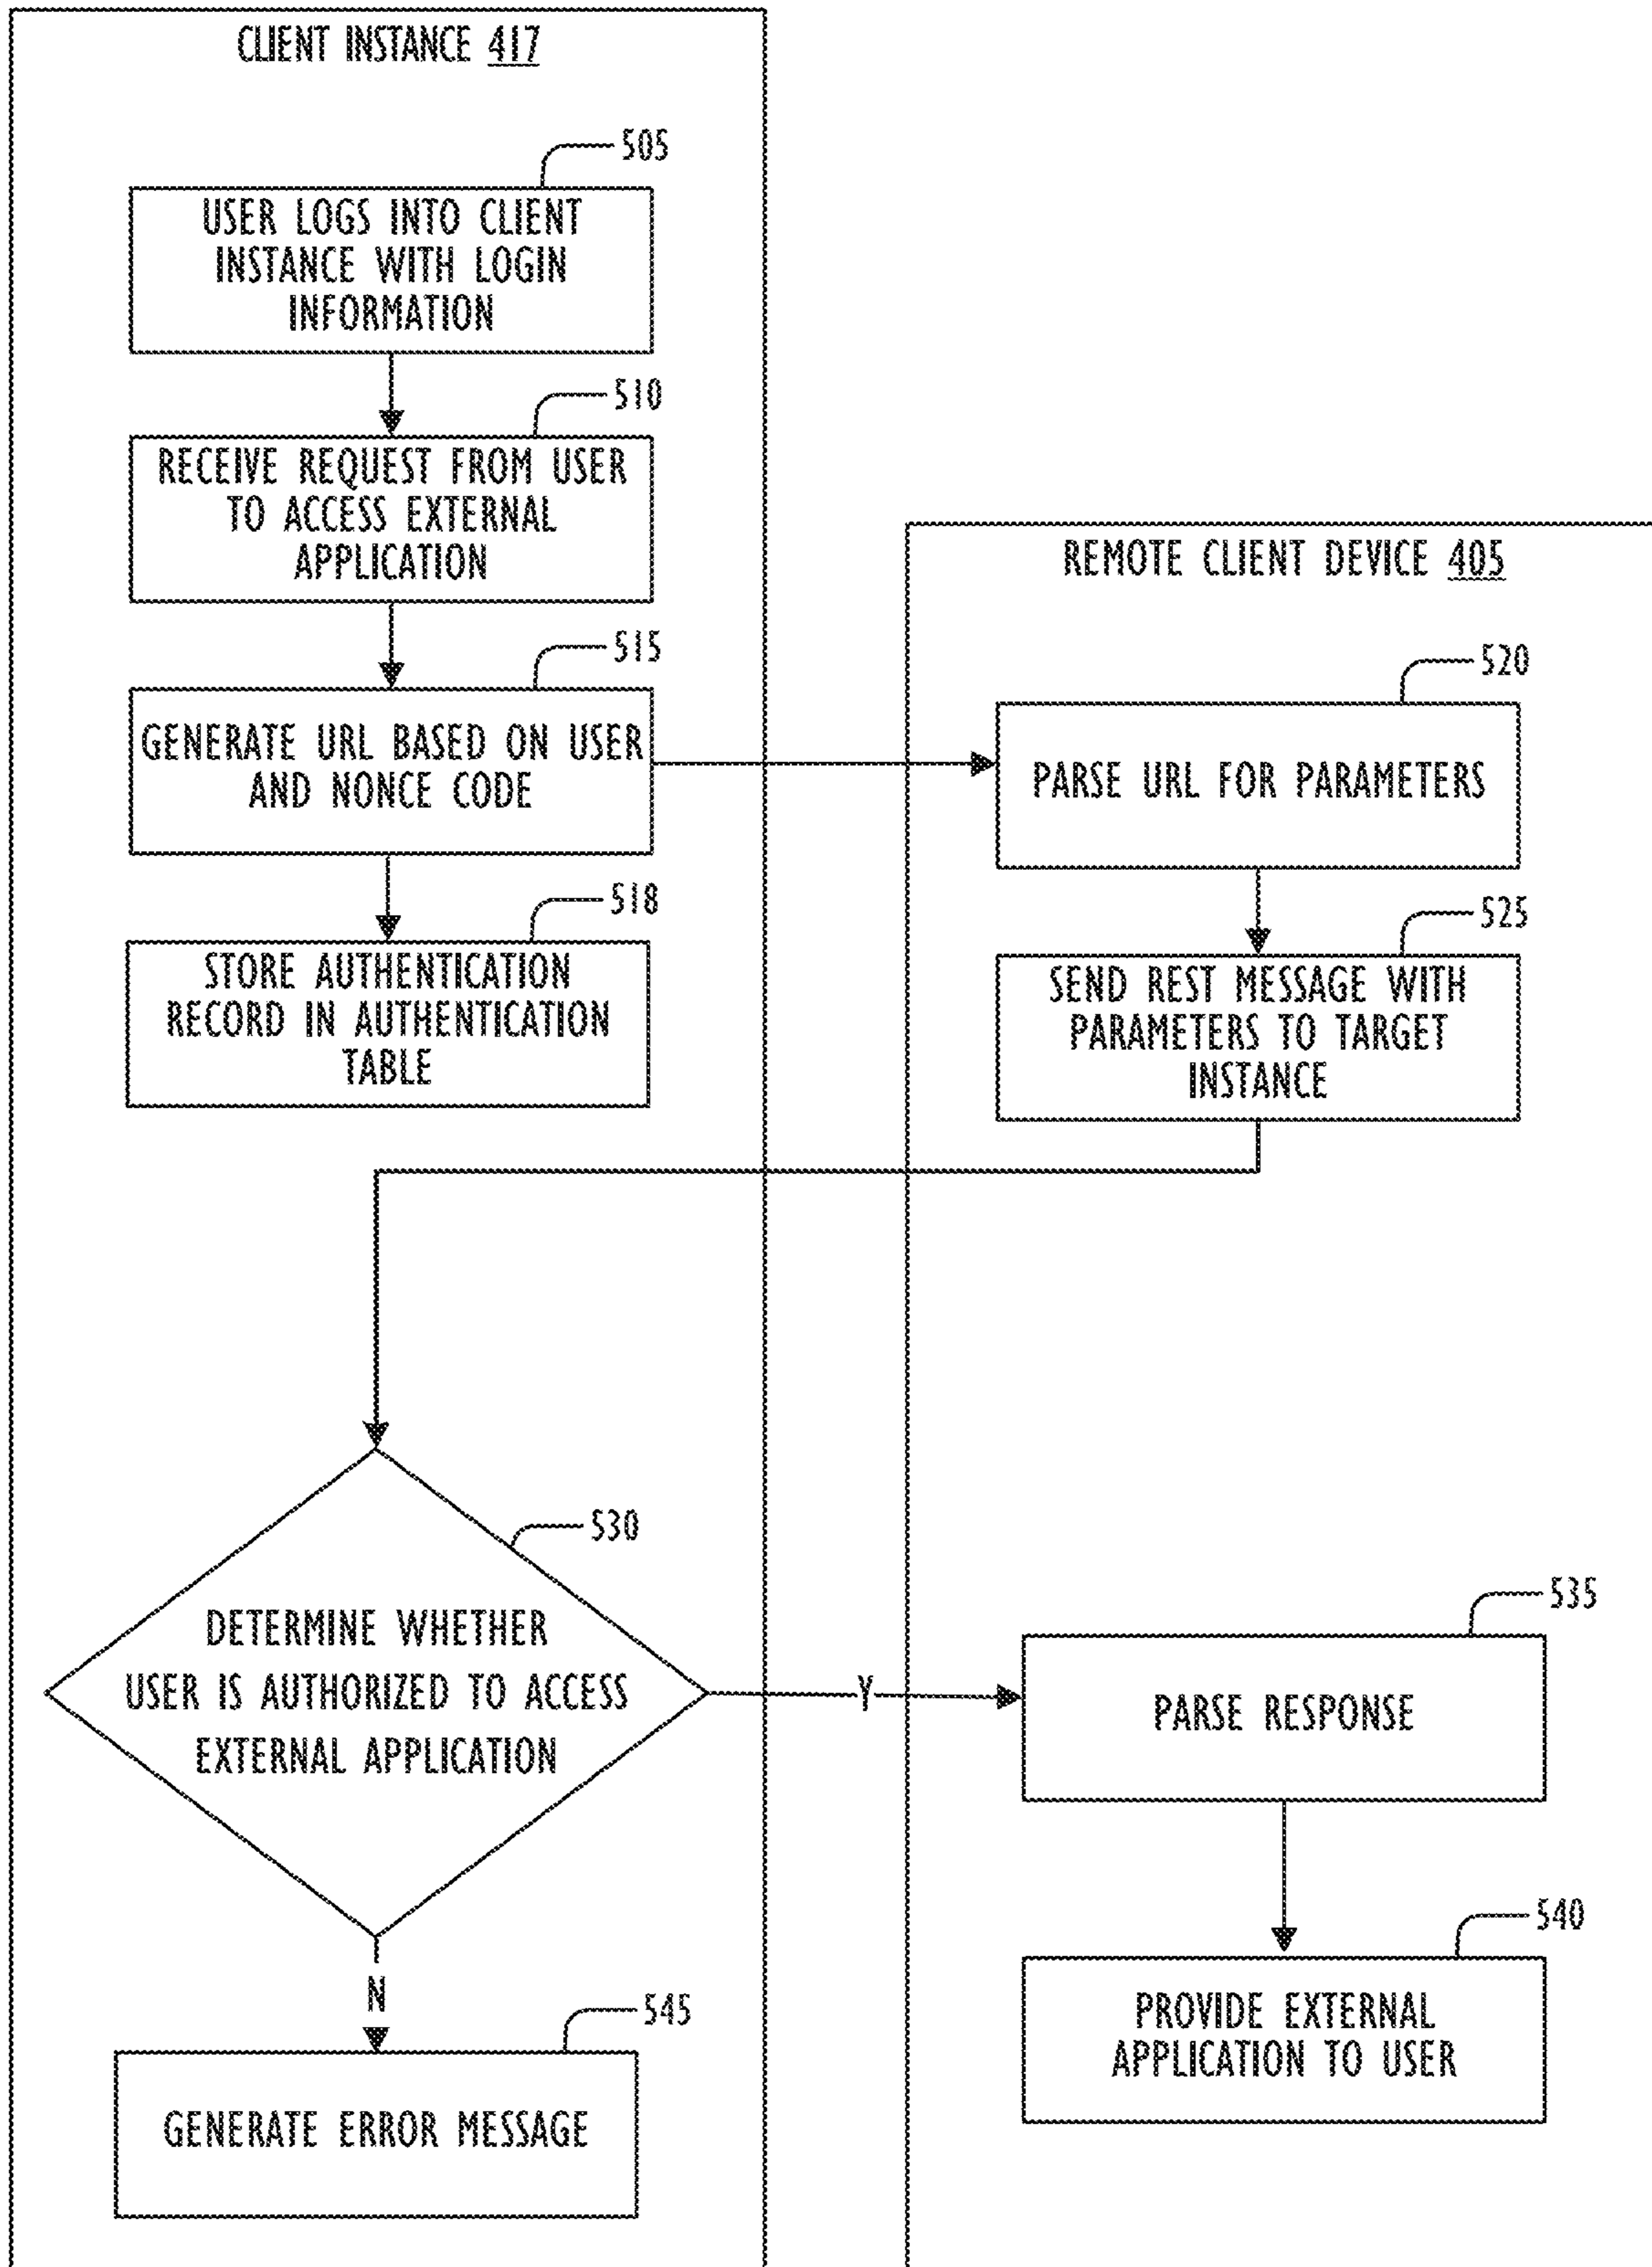 CLIENT INSTANCE 417
505
USER LOGS INTO CLIENT
INSTANCE WITH LOGIN
INFORMATION
510
RECEIVE REQUEST FROM USER
TO ACCESS EXTERNAL
APPLICATION
515
GENERATE URL BASED ON USER
AND NONCE CODE
518
STORE AUTHENTICATION
RECORD IN AUTHENTICATION
TABLE
REMOTE CLIENT DEVICE 405
520
PARSE URL FOR PARAMETERS
525
SEND REST MESSAGE WITH
PARAMETERS TO TARGET
INSTANCE
530
DETERMINE WHETHER
USER IS AUTHORIZED TO ACCESS
EXTERNAL APPLICATION
Y
N
535
PARSE RESPONSE
540
PROVIDE EXTERNAL
APPLICATION TO USER
545
GENERATE ERROR MESSAGE